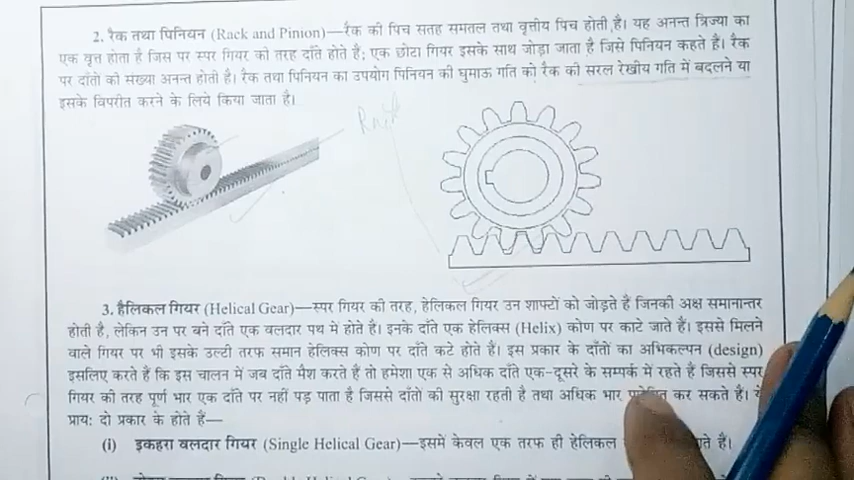 2. रैक तथा पिनियन (Rack and Pinion)—रैक की पिच सतह समतल तथा वृत्तीय पिच होती है। यह अनन्त त्रिज्या का
एक वृत्त होता है जिस पर स्पर गियर को तरह दाँते होते हैं; एक छोटा गियर इसके साथ जोड़ा जाता है जिसे पिनियन कहते हैं। रैक
पर दाँतों को संख्या अनन्त होती है। रैक तथा पिनियन का उपयोग पिनियन की घुमाऊ गति को रैक की सरल रेखीय गति में बदलने या
इसके विपरीत करने के लिये किया जाता है।
3. हैलिकल गियर (Helical Gear)—स्पर गियर की तरह, हेलिकल गियर उन शाफ्टों को जोड़ते हैं जिनकी अक्ष समानान्तर
होती है, लेकिन उन पर बने दाँते एक वलदार पथ में होते हैं। इनके दाँते एक हेलिक्स (Helix) कोण पर काटे जाते हैं। इससे मिलने
वाले गियर पर भी इसके उल्टी तरफ समान हेलिक्स कोण पर दाँते कटे होते हैं। इस प्रकार के दाँतों का अभिकल्पन (design)
इसलिए करते हैं कि इस चालन में जब दाँते मैश करते हैं तो हमेशा एक से अधिक दाँते एक-दूसरे के सम्पर्क में रहते हैं जिससे स्पर
गियर की तरह पूर्ण भार एक दाँते पर नहीं पड़ पाता है जिससे दाँतों की सुरक्षा रहती है तथा अधिक भार कर सकते हैं।
प्राय: दो प्रकार के होते हैं—
(i) इकहरा वलदार गियर (Single Helical Gear)—इसमें केवल एक तरफ ही हेलिकल हैं।